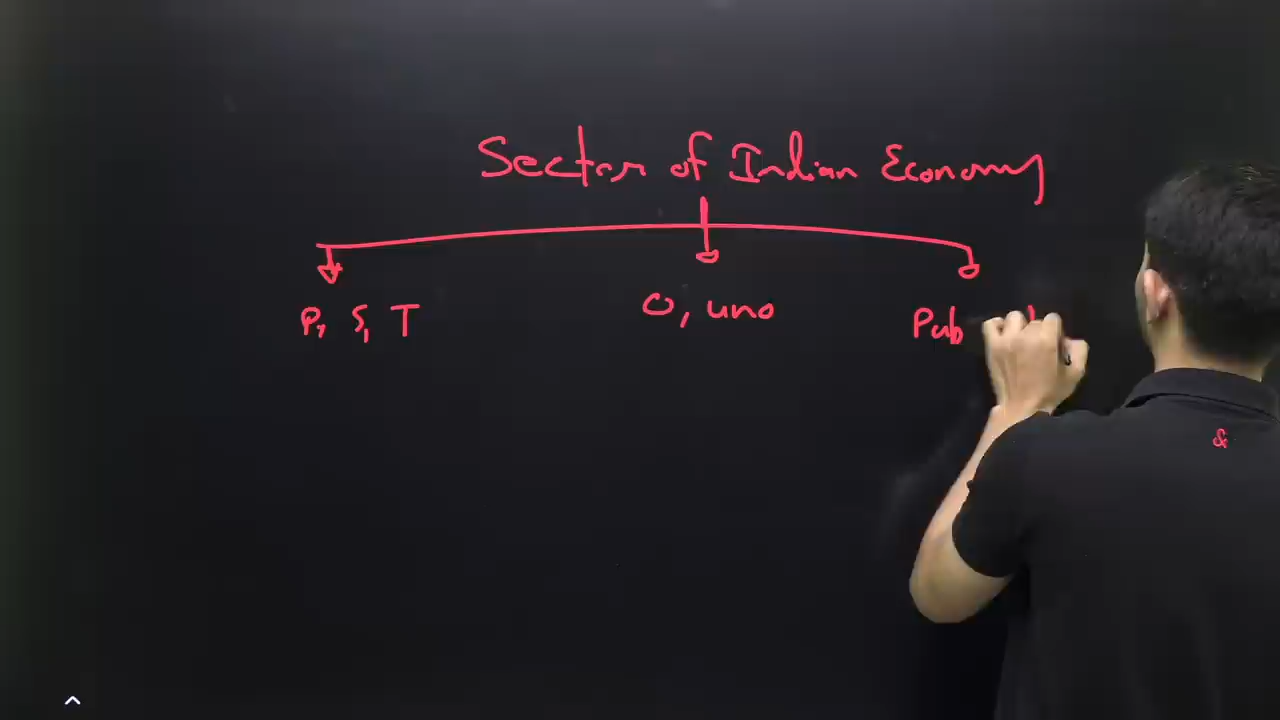 Sector of Indian Economy
P, S, T
O, uno
Pub
&